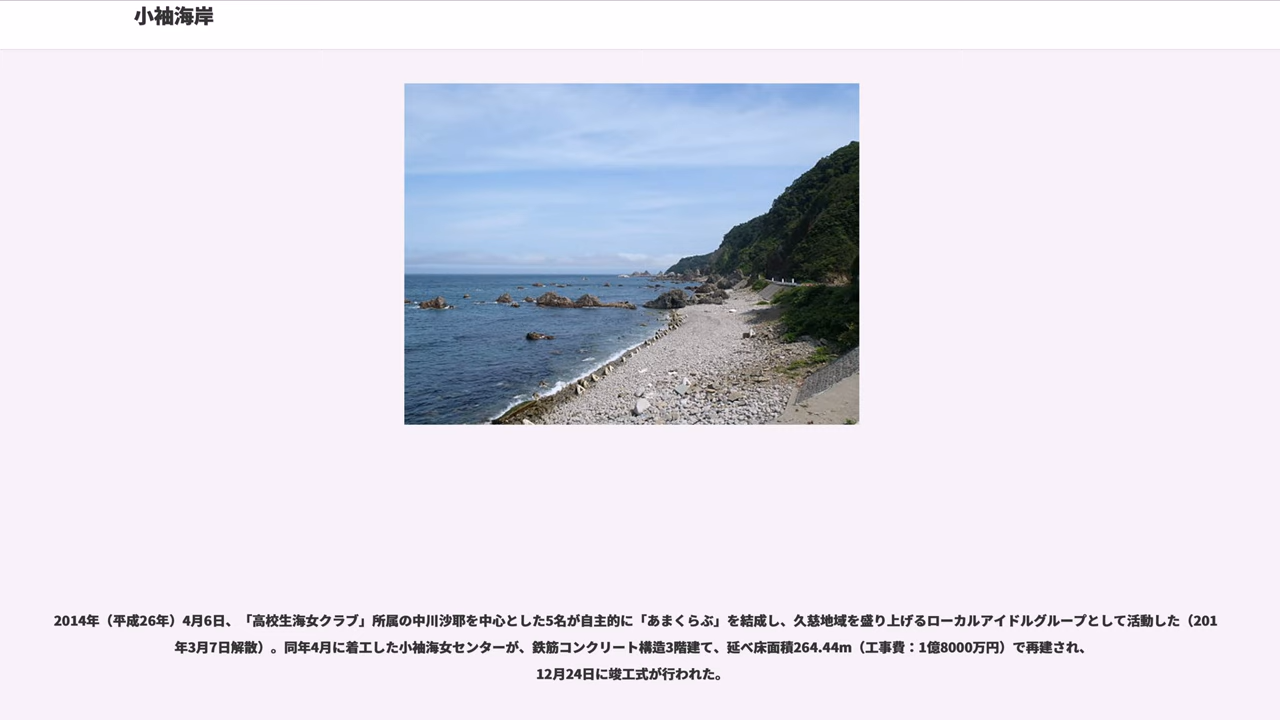 小袖海岸
2014年（平成26年）4月6日、「高校生海女クラブ」所属の中川沙耶を中心とした5名が自主的に「あまくらぶ」を結成し、久慈地域を盛り上げるローカルアイドルグループとして活動した（201
年3月7日解散）。同年4月に着工した小袖海女センターが、鉄筋コンクリート構造3階建て、延べ床面積264.44m（工事費：1億8000万円）で再建され、
12月24日に竣工式が行われた。